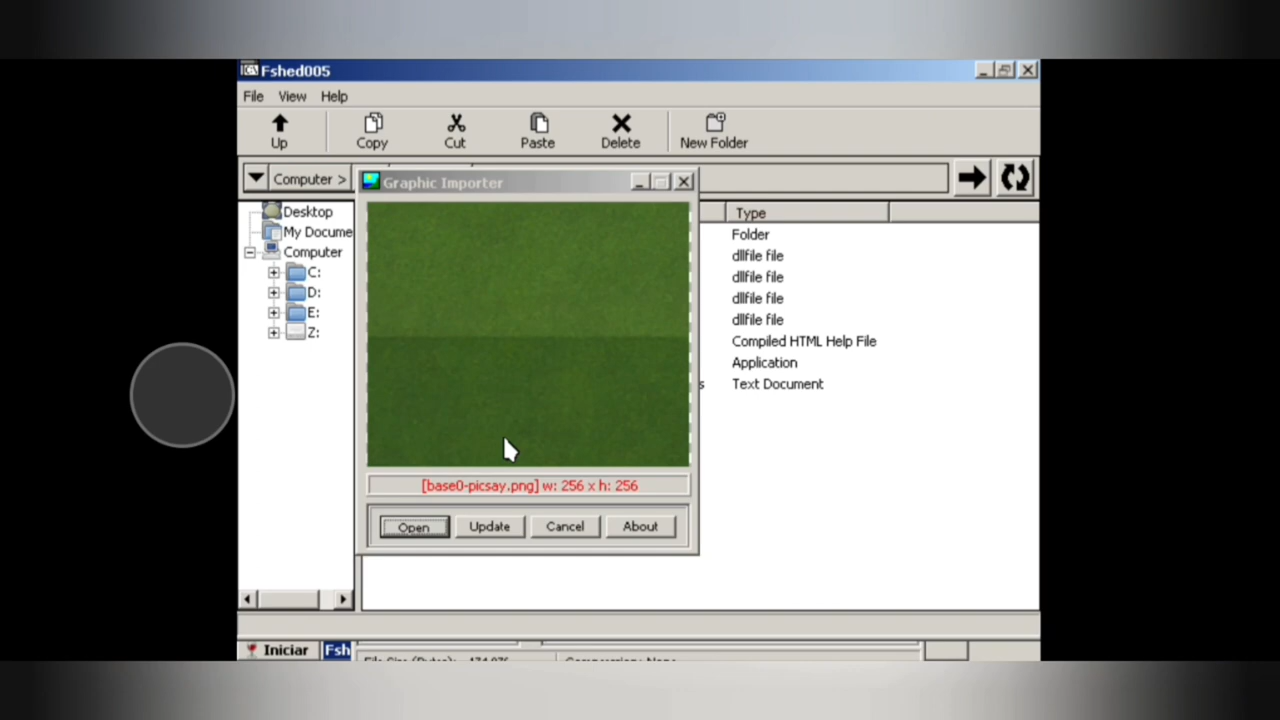 Fshed005
File View Help
Up Copy Cut Paste Delete New Folder
Computer >
Graphic Importer
Desktop
My Docume
Computer
C:
D:
E:
Z:
Type
Folder
dllfile file
dllfile file
dllfile file
dllfile file
Compiled HTML Help File
Application
s Text Document
[base0-picsay.png] w: 256 x h: 256
Open Update Cancel About
Iniciar Fsh